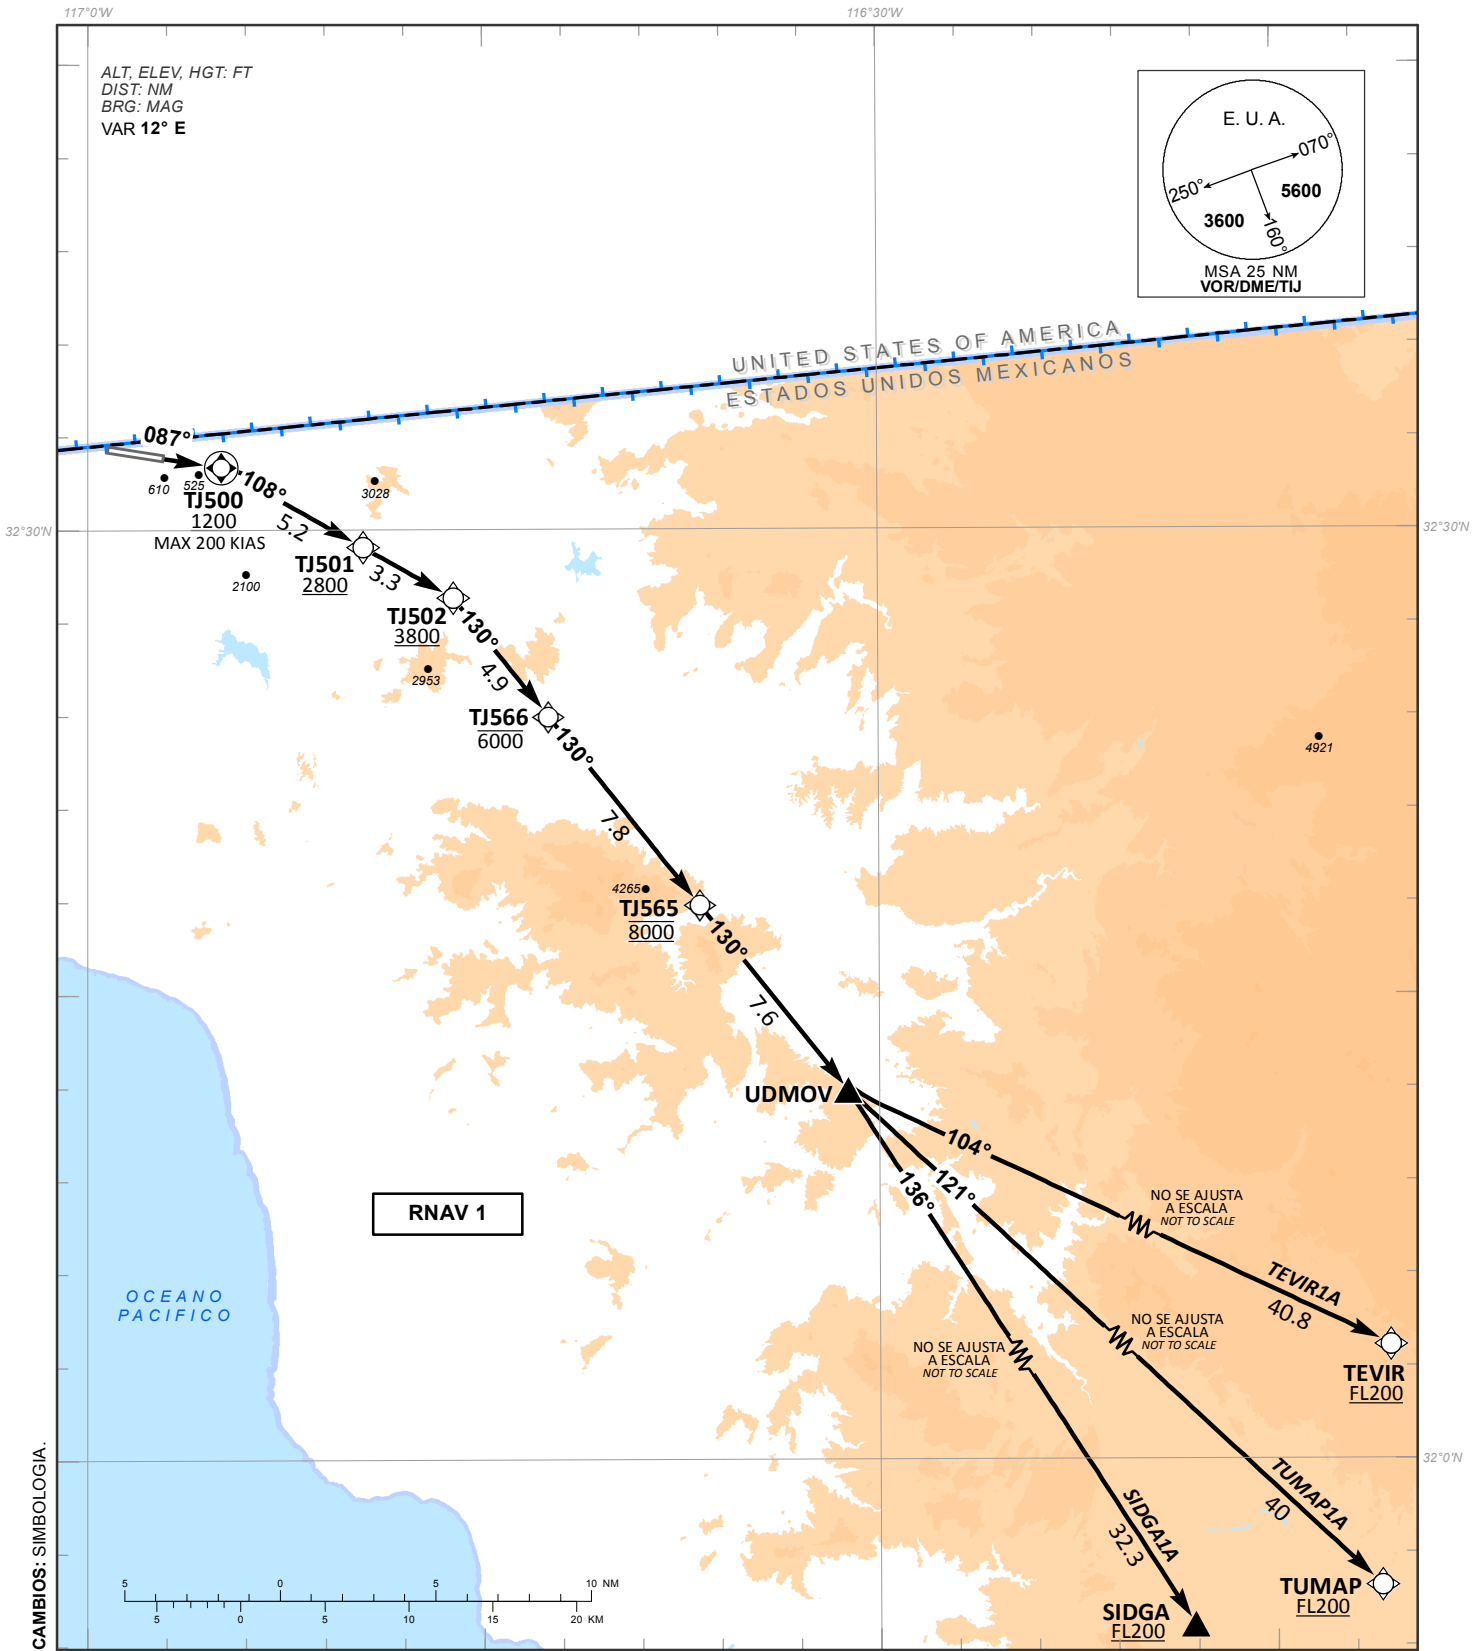 117°0'W
116°30'W
ALT, ELEV, HGT: FT
DIST: NM
BRG: MAG
VAR 12° E
E. U. A.
070°
250°
5600
3600
160°
MSA 25 NM
VOR/DME/TIJ
UNITED STATES OF AMERICA
ESTADOS UNIDOS MEXICANOS
087°
610
525
TJ500
1200
MAX 200 KIAS
108°
5.2
3028
32°30'N
32°30'N
2100
TJ501
2800
3.3
TJ502
3800
130°
4.9
2953
TJ566
6000
130°
7.8
4921
4265
TJ565
8000
130°
7.6
UDMOV
104°
121°
136°
RNAV 1
NO SE AJUSTA
A ESCALA
NOT TO SCALE
TEVIR1A
40.8
OCEANO
PACIFICO
NO SE AJUSTA
A ESCALA
NOT TO SCALE
NO SE AJUSTA
A ESCALA
NOT TO SCALE
TEVIR
FL200
32°0'N
TUMAP1A
40
SIDGA1A
32.3
TUMAP
FL200
SIDGA
FL200
CAMBIOS: SIMBOLOGIA.
5 0 5 10 NM
5 0 5 10 15 20 KM